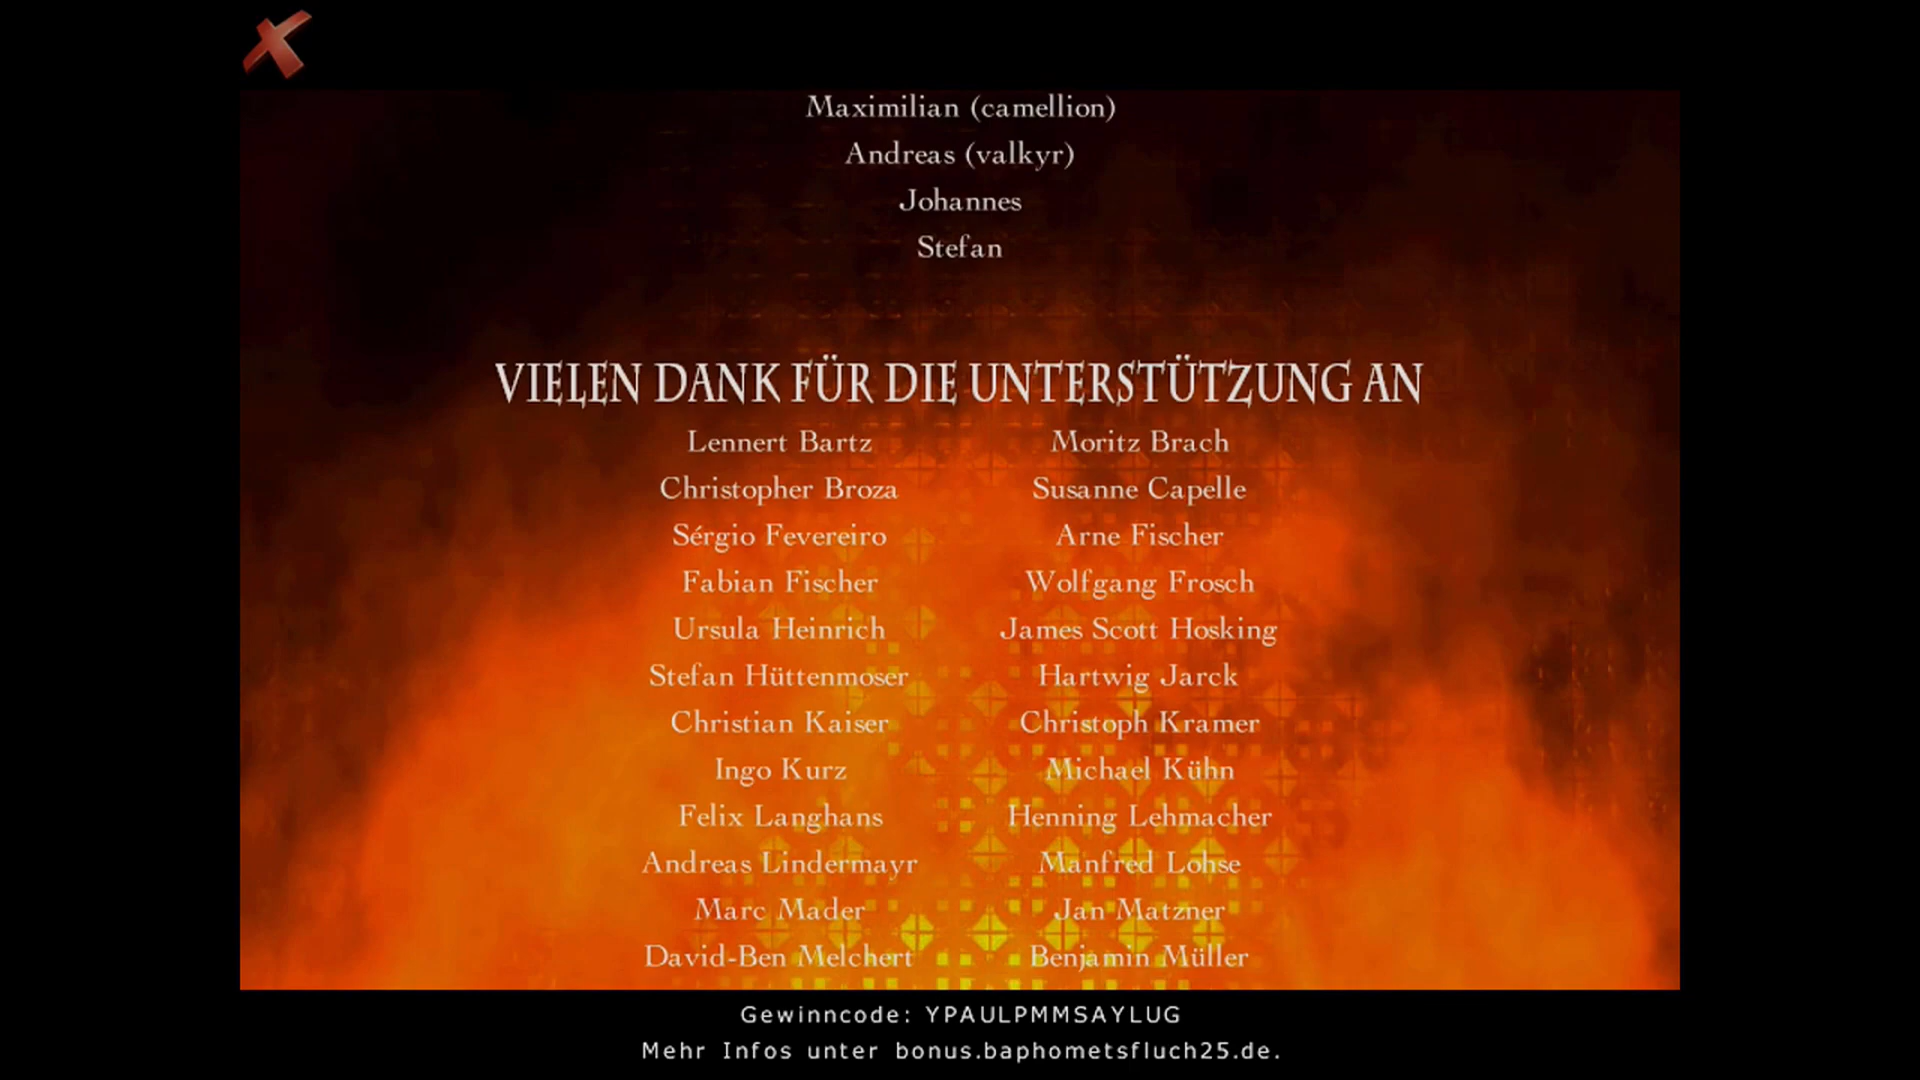 Maximilian (camellion)
Andreas (valkyr)
Johannes
Stefan
VIELEN DANK FÜR DIE UNTERSTÜTZUNG AN
Lennert Bartz Moritz Brach
Christopher Broza Susanne Capelle
Sérgio Fevereiro Arne Fischer
Fabian Fischer Wolfgang Frosch
Ursula Heinrich James Scott Hosking
Stefan Hüttenmoser Hartwig Jarck
Christian Kaiser Christoph Kramer
Ingo Kurz Michael Kühn
Felix Langhans Henning Lehmacher
Andreas Lindermayr Manfred Lohse
Marc Mader Jan Matzner
David-Ben Melchert Benjamin Müller
Gewinncode: YPAULPMMSAYLUG
Mehr Infos unter bonus.baphometsfluch25.de.